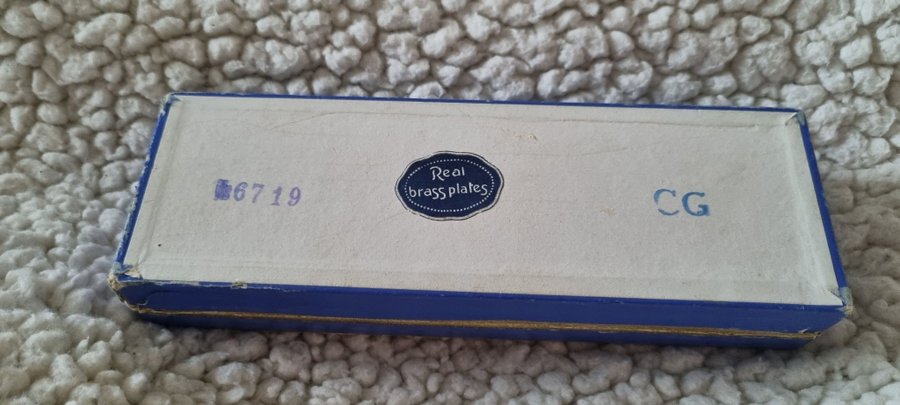 6719
Real
brass plates
CG